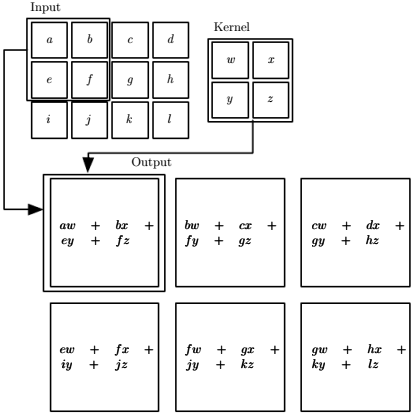 Input
Kernel
a b c d
w x
e f g h
y z
i j k l
Output
aw + bx +
ey + fz
bw + cx +
fy + gz
cw + dx +
gy + hz
ew + fx +
iy + jz
fw + gx +
jy + kz
gw + hx +
ky + lz